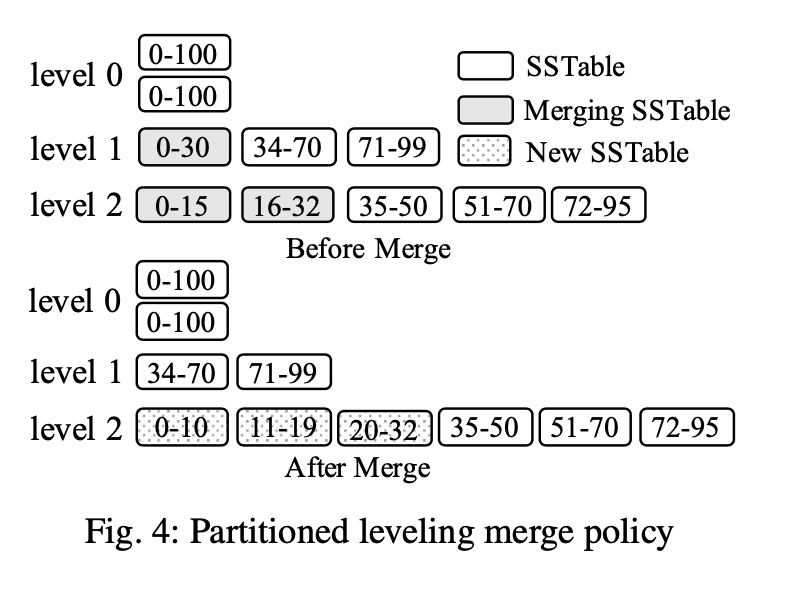 level 0
0-100
0-100
SSTable
Merging SSTable
New SSTable
level 1 0-30 34-70 71-99
level 2 0-15 16-32 35-50 51-70 72-95
Before Merge
level 0
0-100
0-100
level 1 34-70 71-99
level 2 0-10 11-19 20-32 35-50 51-70 72-95
After Merge
Fig. 4: Partitioned leveling merge policy